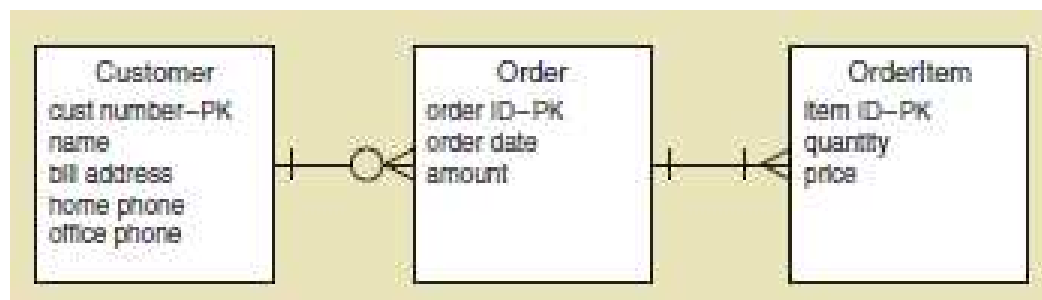 Customer
cust number–PK
name
bill address
home phone
office phone
Order
order ID–PK
order date
amount
OrderItem
item ID–PK
quantity
price